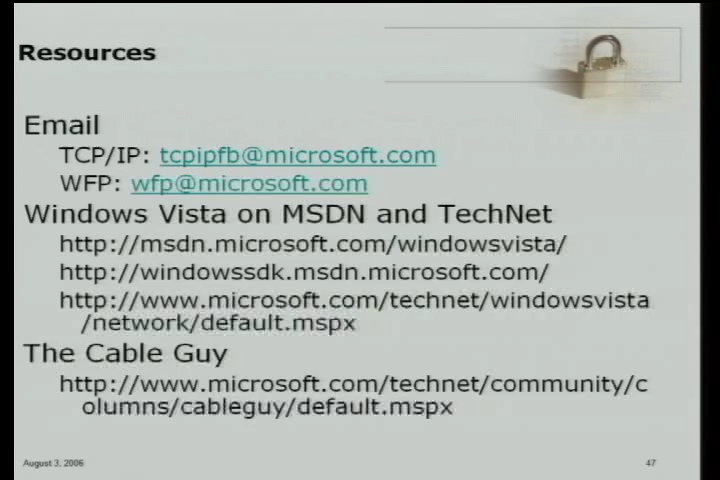 Resources
Email
TCP/IP: tcpipfb@microsoft.com
WFP: wfp@microsoft.com
Windows Vista on MSDN and TechNet
http://msdn.microsoft.com/windowsvista/
http://windowssdk.msdn.microsoft.com/
http://www.microsoft.com/technet/windowsvista
/network/default.mspx
The Cable Guy
http://www.microsoft.com/technet/community/c
olumns/cableguy/default.mspx
August 3, 2006
47